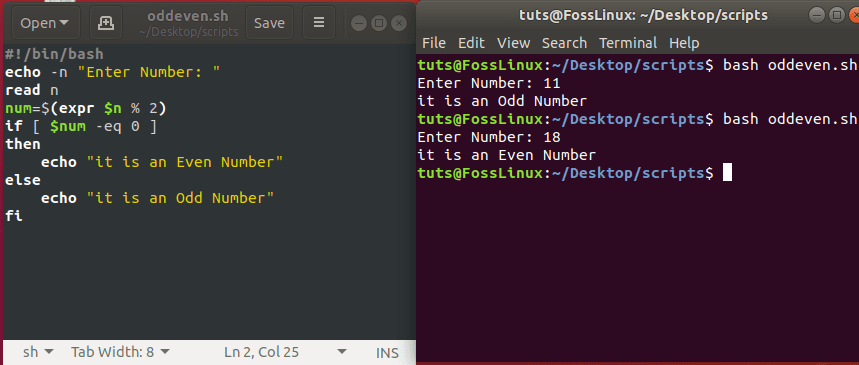 Open
oddeven.sh
~/Desktop/scripts
Save
#!/bin/bash
echo -n "Enter Number: "
read n
num=$(expr $n % 2)
if [ $num -eq 0 ]
then
    echo "it is an Even Number"
else
    echo "it is an Odd Number"
fi
sh Tab Width: 8 Ln 2, Col 25 INS
tuts@FossLinux: ~/Desktop/scripts
File Edit View Search Terminal Help
tuts@FossLinux:~/Desktop/scripts$ bash oddeven.sh
Enter Number: 11
it is an Odd Number
tuts@FossLinux:~/Desktop/scripts$ bash oddeven.sh
Enter Number: 18
it is an Even Number
tuts@FossLinux:~/Desktop/scripts$